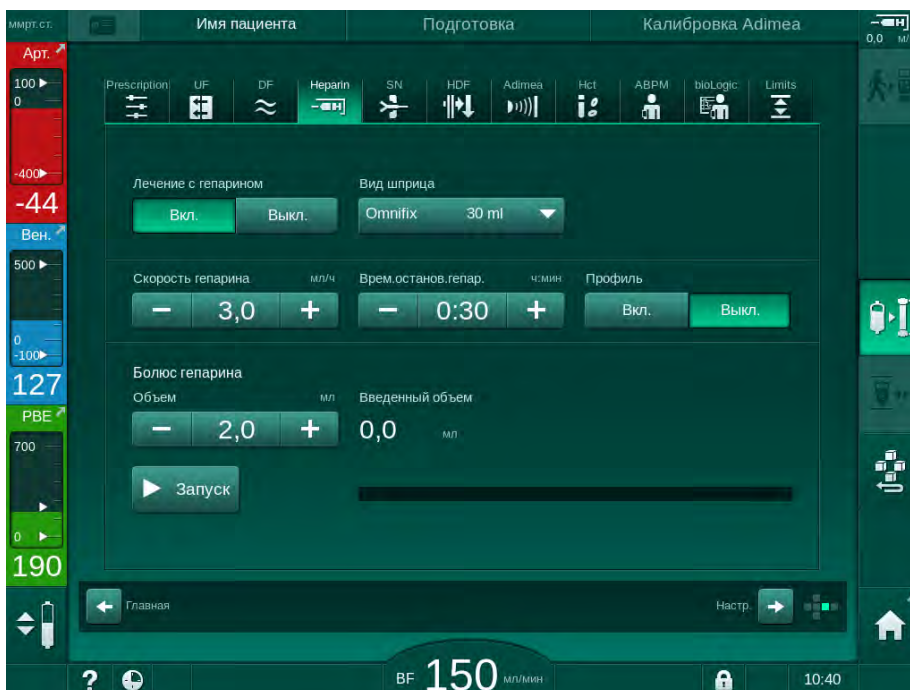 ммрт.ст.
Имя пациента
Подготовка
Калибровка Adimea
0,0 м/
Арт.
100
0
-400
-44
Вен.
500
0
-100
127
PBE
700
0
190
Prescription
UF
DF
Heparin
SN
HDF
Adimea
Hct
ABPM
bioLogic
Limits
Лечение с гепарином
Вид шприца
Вкл. Выкл.
Omnifix 30 ml
Скорость гепарина мл/ч
Врем.останов.гепар. ч:мин
Профиль
− 3,0 +
− 0:30 +
Вкл. Выкл.
Болюс гепарина
Объем мл
Введенный объем
− 2,0 +
0,0 мл
Запуск
Главная
Настр.
? BF 150 мл/мин
10:40